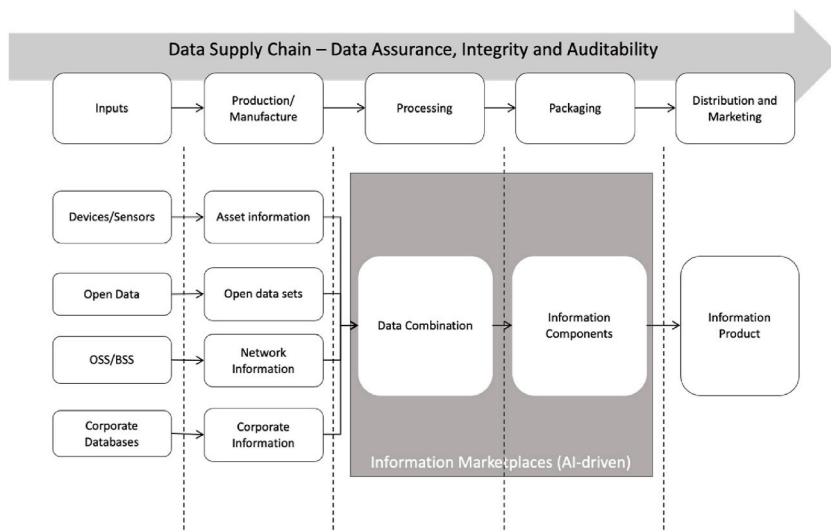 Data Supply Chain – Data Assurance, Integrity and Auditability
Inputs
Production/
Manufacture
Processing
Packaging
Distribution and
Marketing
Devices/Sensors
Asset information
Open Data
Open data sets
OSS/BSS
Network
Information
Corporate
Databases
Corporate
Information
Data Combination
Information
Components
Information
Product
Information Marketplaces (AI-driven)